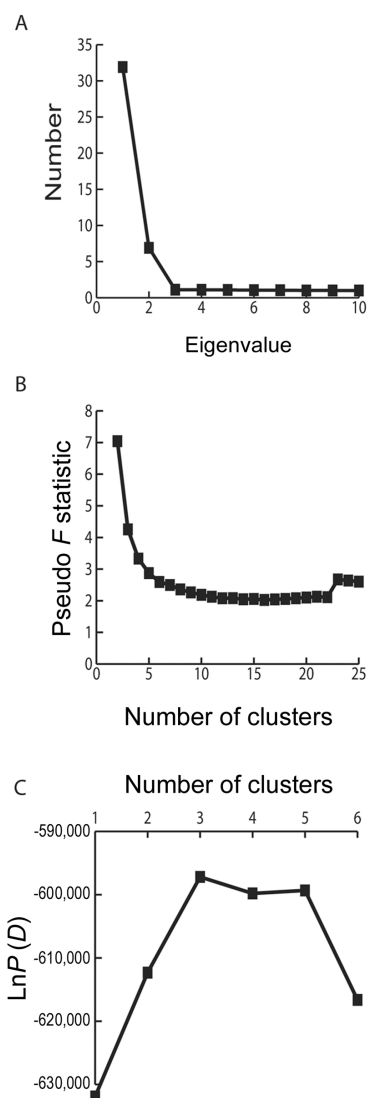 A
35
30
25
20
15
10
5
0
Number
0 2 4 6 8 10
Eigenvalue
B
8
7
6
5
4
3
2
1
0
Pseudo F statistic
0 5 10 15 20 25
Number of clusters
C
Number of clusters
1 2 3 4 5 6
-590,000
-600,000
-610,000
-620,000
-630,000
LnP (D)